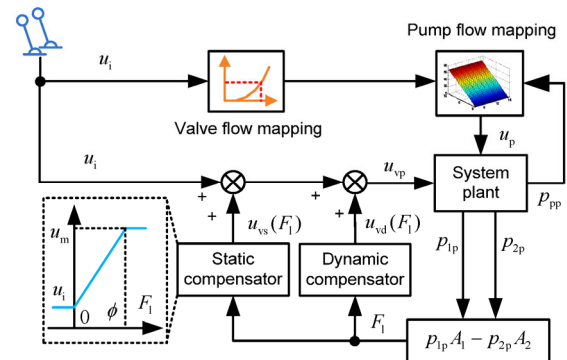 Pump flow mapping
u_i
Valve flow mapping
u_p
u_i
+
+
+
+
u_vp
System
plant
p_pp
u_vs(F_l)
u_vd(F_l)
u_m
Static
compensator
Dynamic
compensator
p_1p
p_2p
u_i
0
ϕ
F_l
F_l
p_1p A_1 − p_2p A_2